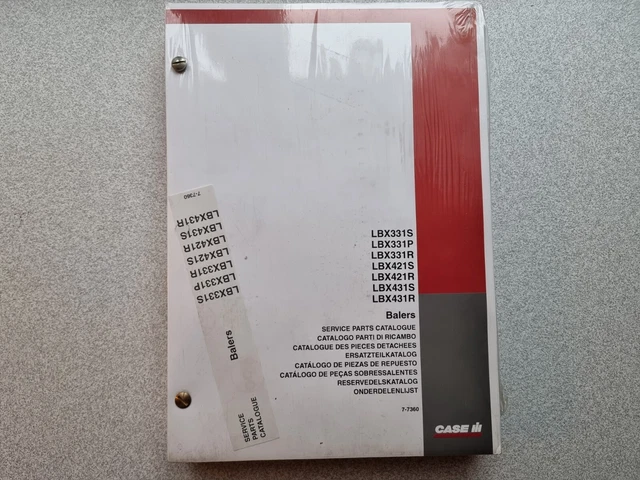 LBX331S
LBX331P
LBX331R
LBX421S
LBX421R
LBX431S
LBX431R
Balers
SERVICE PARTS CATALOGUE
CATALOGO PARTI DI RICAMBO
CATALOGUE DES PIECES DETACHEES
ERSATZTEILKATALOG
CATÁLOGO DE PIEZAS DE REPUESTO
CATÁLOGO DE PEÇAS SOBRESSALENTES
RESERVEDELSKATALOG
ONDERDELENLIJST
7-7360
CASE IH
7-7360
LBX431R
LBX431S
LBX421R
LBX421S
LBX331R
LBX331P
LBX331S
Balers
SERVICE
PARTS
CATALOGUE